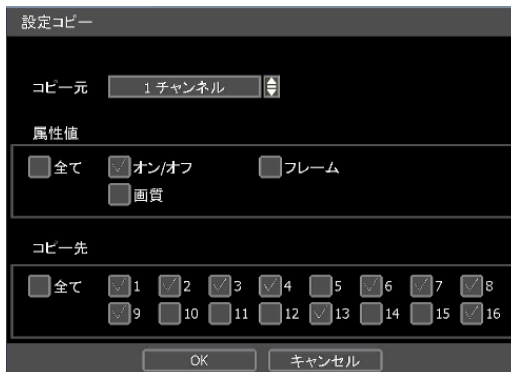 設定コピー
コピー元 1 チャンネル
属性値
全て オン/オフ フレーム
画質
コピー先
全て 1 2 3 4 5 6 7 8
9 10 11 12 13 14 15 16
OK キャンセル